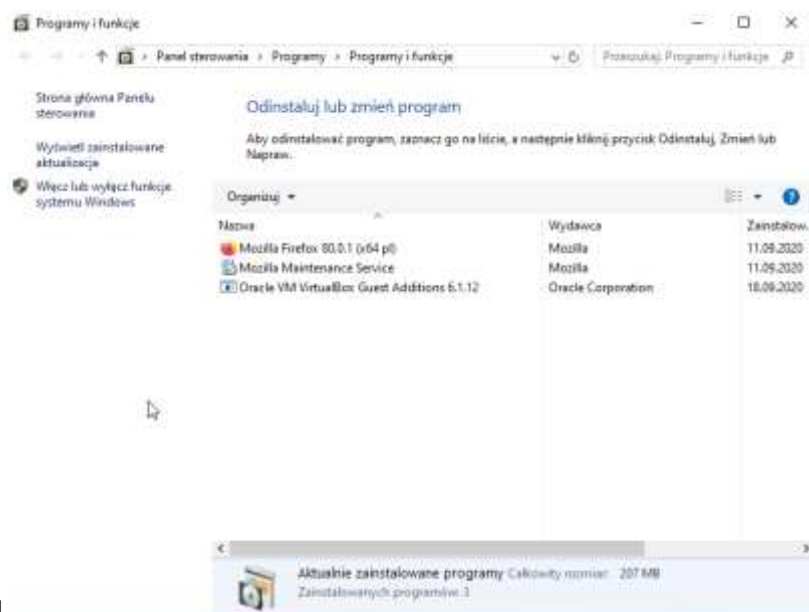 Programy i funkcje
Panel sterowania > Programy > Programy i funkcje
Przeszukaj: Programy i funkcje
Strona główna Panelu
sterowania
Wyświetl zainstalowane
aktualizacje
Włącz lub wyłącz funkcje
systemu Windows
Odinstaluj lub zmień program
Aby odinstalować program, zaznacz go na liście, a następnie kliknij przycisk Odinstaluj, Zmień lub
Napraw.
Organizuj
Nazwa Wydawca Zainstalow.
Mozilla Firefox 80.0.1 (x64 pl) Mozilla 11.09.2020
Mozilla Maintenance Service Mozilla 11.09.2020
Oracle VM VirtualBox Guest Additions 6.1.12 Oracle Corporation 18.09.2020
Aktualnie zainstalowane programy Całkowity rozmiar: 207 MB
Zainstalowanych programów: 3